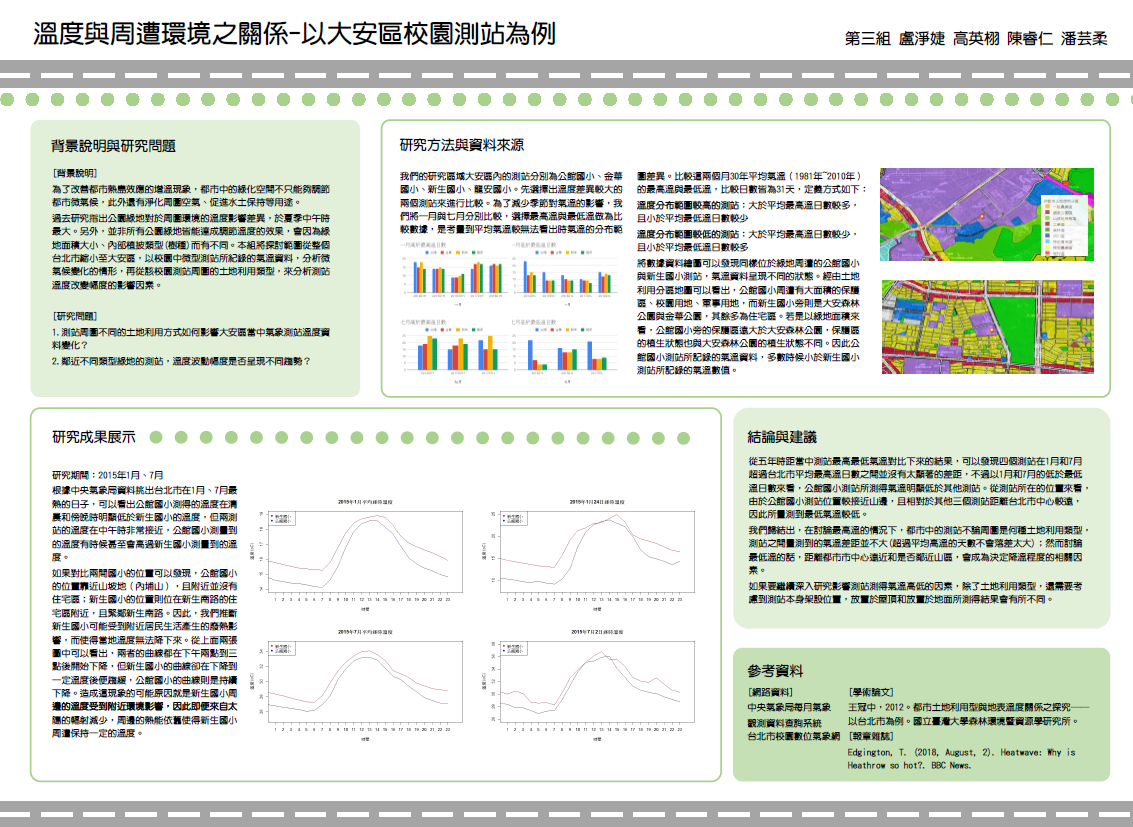 溫度與周遭環境之關係-以大安區校園測站為例
第三組 盧淨婕 高英栩 陳睿仁 潘芸柔
背景說明與研究問題
[背景說明]
為了改善都市熱島效應的增溫現象，都市中的綠化空間不只能夠調節
都市微氣候，此外還有淨化周圍空氣、促進水土保持等用途。
過去研究指出公園綠地對於周圍環境的溫度影響差異，於夏季中午時
最大。另外，並非所有公園綠地皆能達成調節溫度的效果，會因為綠
地面積大小、內部植披類型(樹種)而有不同。本組將探討範圍從整個
台北市縮小至大安區，以校園中微型測站所紀錄的氣溫資料，分析微
氣候變化的情形，再從該校園測站周圍的土地利用類型，來分析測站
溫度改變幅度的影響因素。
[研究問題]
1.測站周圍不同的土地利用方式如何影響大安區當中氣象測站溫度資
料變化？
2.鄰近不同類型綠地的測站，溫度波動幅度是否呈現不同趨勢？
研究方法與資料來源
我們的研究區域大安區內的測站分別為公館國小、金華
國小、新生國小、龍安國小。先選擇出溫度差異較大的
兩個測站來進行比較。為了減少季節對氣溫的影響，我
們將一月與七月分別比較，選擇最高溫與最低溫做為比
較數據，是考量到平均氣溫較無法看出時氣溫的分布範
圍差異。比較這兩個月30年平均氣溫（1981年~2010年）
的最高溫與最低溫，比較日數皆為31天，定義方式如下：
溫度分布範圍較高的測站：大於平均最高溫日數較多，
且小於平均最低溫日數較少
溫度分布範圍較低的測站：大於平均最高溫日數較少，
且小於平均最低溫日數較多
將數據資料繪圖可以發現同樣位於綠地周遭的公館國小
與新生國小測站，氣溫資料呈現不同的狀態。經由土地
利用分區地圖可以看出，公館國小周遭有大面積的保護
區、校園用地、軍事用地，而新生國小旁則是大安森林
公園與金華公園，其餘多為住宅區。若是以綠地面積來
看，公館國小旁的保護區遠大於大安森林公園，保護區
的植生狀態也與大安森林公園的植生狀態不同。因此公
館國小測站所記錄的氣溫資料，多數時候小於新生國小
測站所記錄的氣溫數值。
研究成果展示
研究期間：2015年1月、7月
根據中央氣象局資料挑出台北市在1月、7月最
熱的日子，可以看出公館國小測得的溫度在清
晨和傍晚時明顯低於新生國小的溫度，但兩測
站的溫度在中午時非常接近，公館國小測量到
的溫度有時候甚至會高過新生國小測量到的溫
度。
如果對比兩間國小的位置可以發現，公館國小
的位置靠近山坡地（內埔山），且附近並沒有
住宅區；新生國小的位置則位在新生南路的住
宅區附近，且緊鄰新生南路。因此，我們推斷
新生國小可能受到附近居民生活產生的廢熱影
響，而使得當地溫度無法降下來。從上面兩張
圖中可以看出，兩者的曲線都在下午兩點到三
點後開始下降，但新生國小的曲線卻在下降到
一定溫度後便趨緩，公館國小的曲線則是持續
下降。造成這現象的可能原因就是新生國小周
邊的溫度受到附近環境影響，因此即便來自太
陽的輻射減少，周邊的熱能依舊使得新生國小
周遭保持一定的溫度。
2015年1月平均逐時溫度
2015年1月24日逐時溫度
2015年7月平均逐時溫度
2015年7月2日逐時溫度
結論與建議
從五年時距當中測站最高最低氣溫對比下來的結果，可以發現四個測站在1月和7月
超過台北市平均最高溫日數之間並沒有太顯著的差距，不過以1月和7月的低於最低
溫日數來看，公館國小測站所測得氣溫明顯低於其他測站。從測站所在的位置來看，
由於公館國小測站位置較接近山邊，且相對於其他三個測站距離台北市中心較遠，
因此所量測到最低氣溫較低。
我們歸結出，在討論最高溫的情況下，都市中的測站不論周圍是何種土地利用類型，
測站之間量測到的氣溫差距並不大(超過平均高溫的天數不會落差太大)；然而討論
最低溫的話，距離都市市中心遠近和是否鄰近山區，會成為決定降溫程度的相關因
素。
如果要繼續深入研究影響測站測得氣溫高低的因素，除了土地利用類型，還需要考
慮到測站本身架設位置，放置於屋頂和放置於地面所測得結果會有所不同。
參考資料
[網路資料]
中央氣象局每月氣象
觀測資料查詢系統
台北市校園數位氣象網
[學術論文]
王冠中，2012。都市土地利用型與地表溫度關係之探究——
以台北市為例。國立臺灣大學森林環境暨資源學研究所。
[報章雜誌]
Edgington, T. (2018, August, 2). Heatwave: Why is
Heathrow so hot?. BBC News.